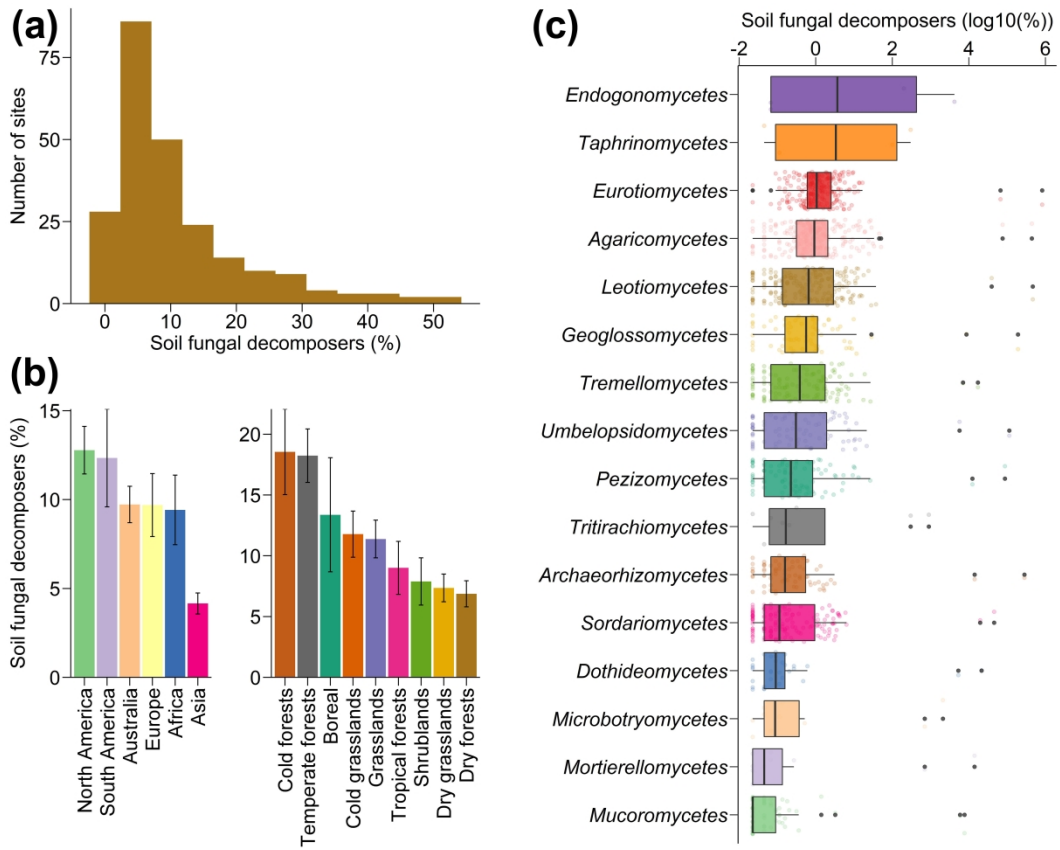 (a)
Number of sites
75
50
25
0
0 10 20 30 40 50
Soil fungal decomposers (%)
(b)
Soil fungal decomposers (%)
15
10
5
0
North America
South America
Australia
Europe
Africa
Asia
20
15
10
5
0
Cold forests
Temperate forests
Boreal
Cold grasslands
Grasslands
Tropical forests
Shrublands
Dry grasslands
Dry forests
(c)
Soil fungal decomposers (log10(%))
-2 0 2 4 6
Endogonomycetes
Taphrinomycetes
Eurotiomycetes
Agaricomycetes
Leotiomycetes
Geoglossomycetes
Tremellomycetes
Umbelopsidomycetes
Pezizomycetes
Tritirachiomycetes
Archaeorhizomycetes
Sordariomycetes
Dothideomycetes
Microbotryomycetes
Mortierellomycetes
Mucoromycetes